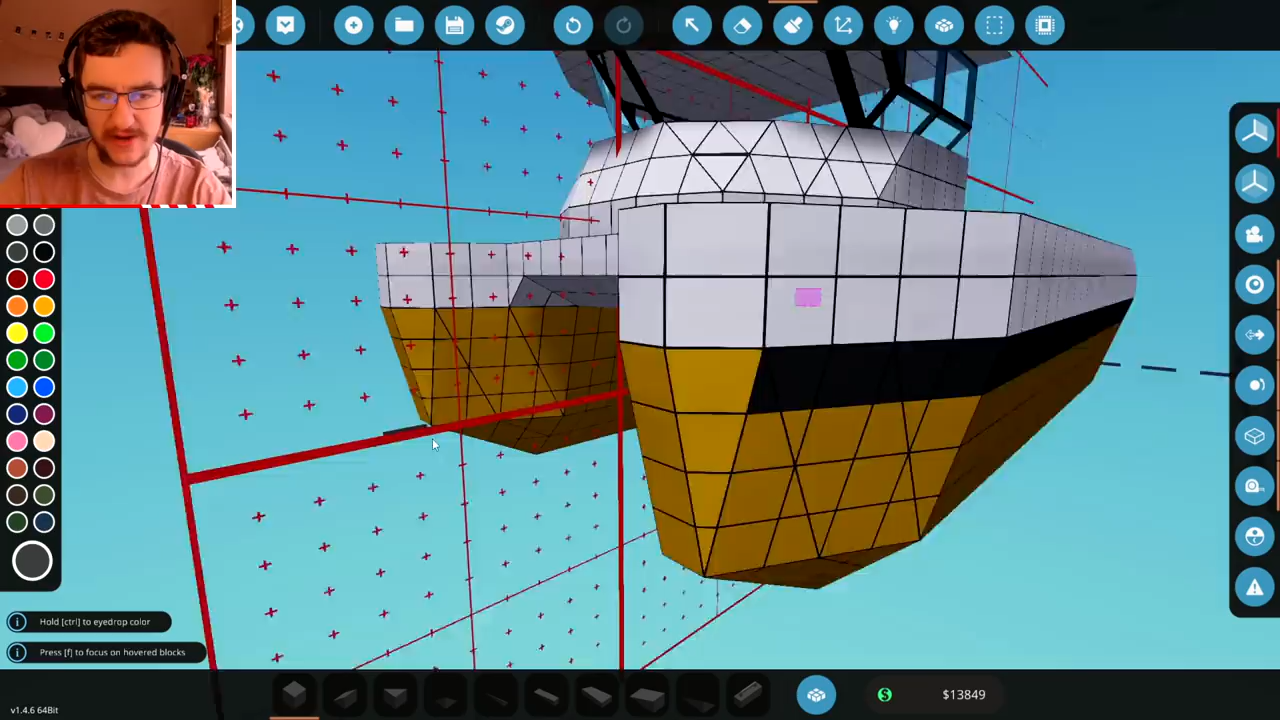 Hold [ctrl] to eyedrop color
Press [f] to focus on hovered blocks
v1.4.6 64Bit
$ $13849